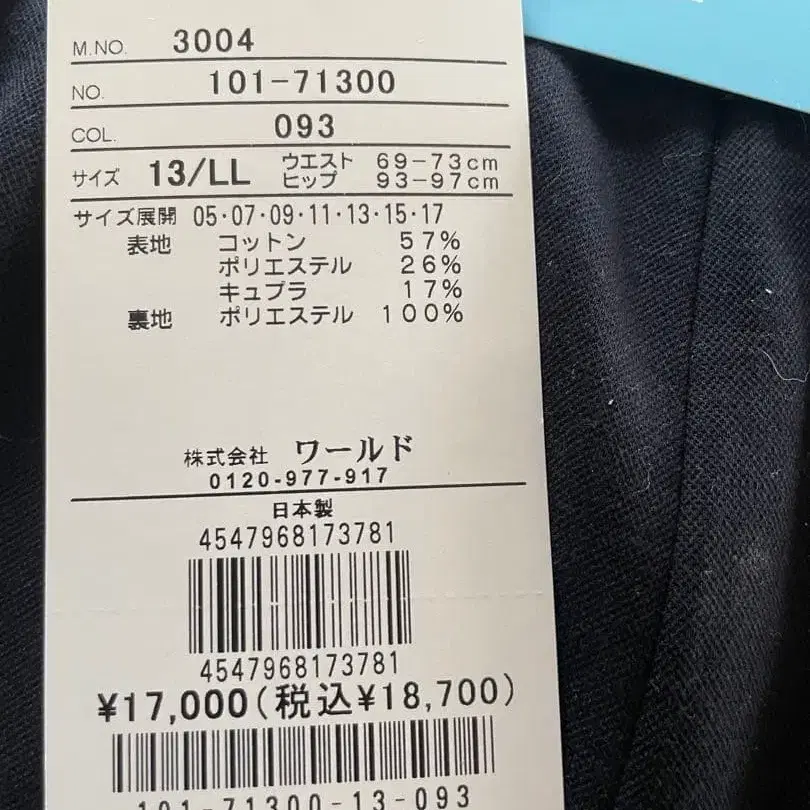 M.NO. 3004
NO. 101-71300
COL. 093
サイズ 13/LL ウエスト 69-73cm
ヒップ 93-97cm
サイズ展開 05・07・09・11・13・15・17
表地 コットン 57%
ポリエステル 26%
キュプラ 17%
裏地 ポリエステル 100%
株式会社 ワールド
0120-977-917
日本製
4547968173781
4547968173781
¥17,000(税込¥18,700)
101-71300-13-093